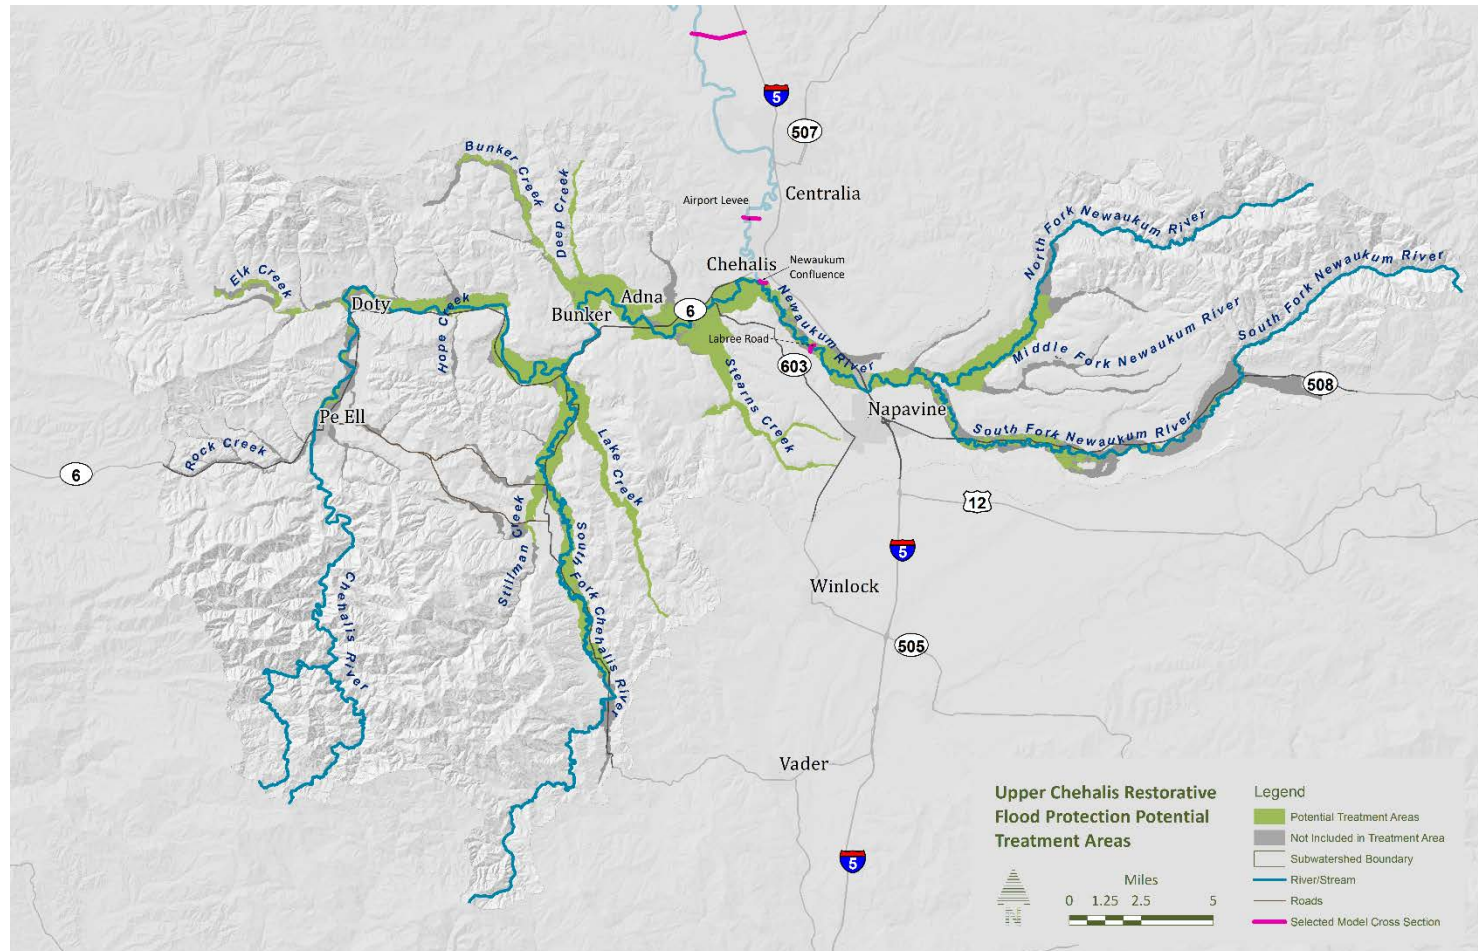 5
507
Bunker Creek
Deep Creek
Centralia
Airport Levee
North Fork Newaukum River
South Fork Newaukum River
Elk Creek
Chehalis
Newaukum
Confluence
Doty
Hope Creek
Bunker
Adna
6
Newaukum River
Labree Road
603
Middle Fork Newaukum River
508
Stearns Creek
Napavine
Pe Ell
South Fork Newaukum River
Rock Creek
6
Lake Creek
12
Stillman Creek
South Fork Chehalis River
5
Chehalis River
Winlock
505
Vader
5
Upper Chehalis Restorative
Flood Protection Potential
Treatment Areas
Miles
0 1.25 2.5 5
Legend
Potential Treatment Areas
Not Included in Treatment Area
Subwatershed Boundary
River/Stream
Roads
Selected Model Cross Section